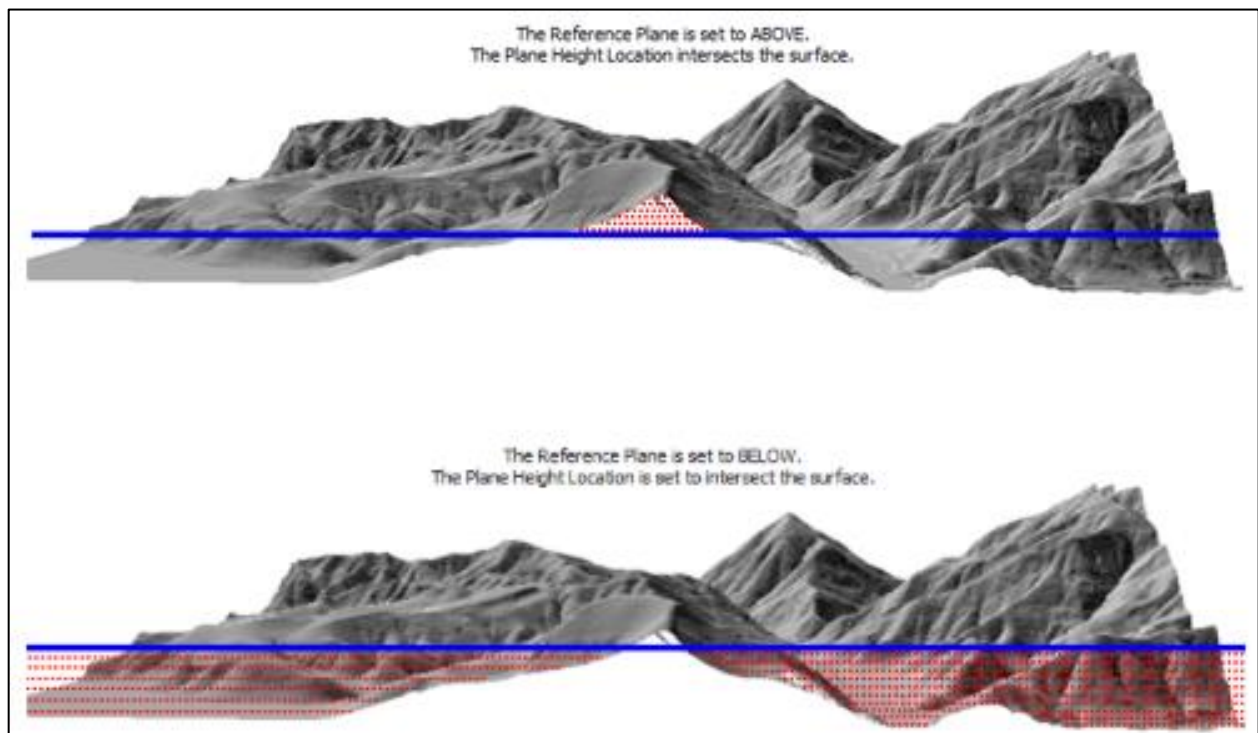 The Reference Plane is set to ABOVE.
The Plane Height Location intersects the surface.
The Reference Plane is set to BELOW.
The Plane Height Location is set to intersect the surface.